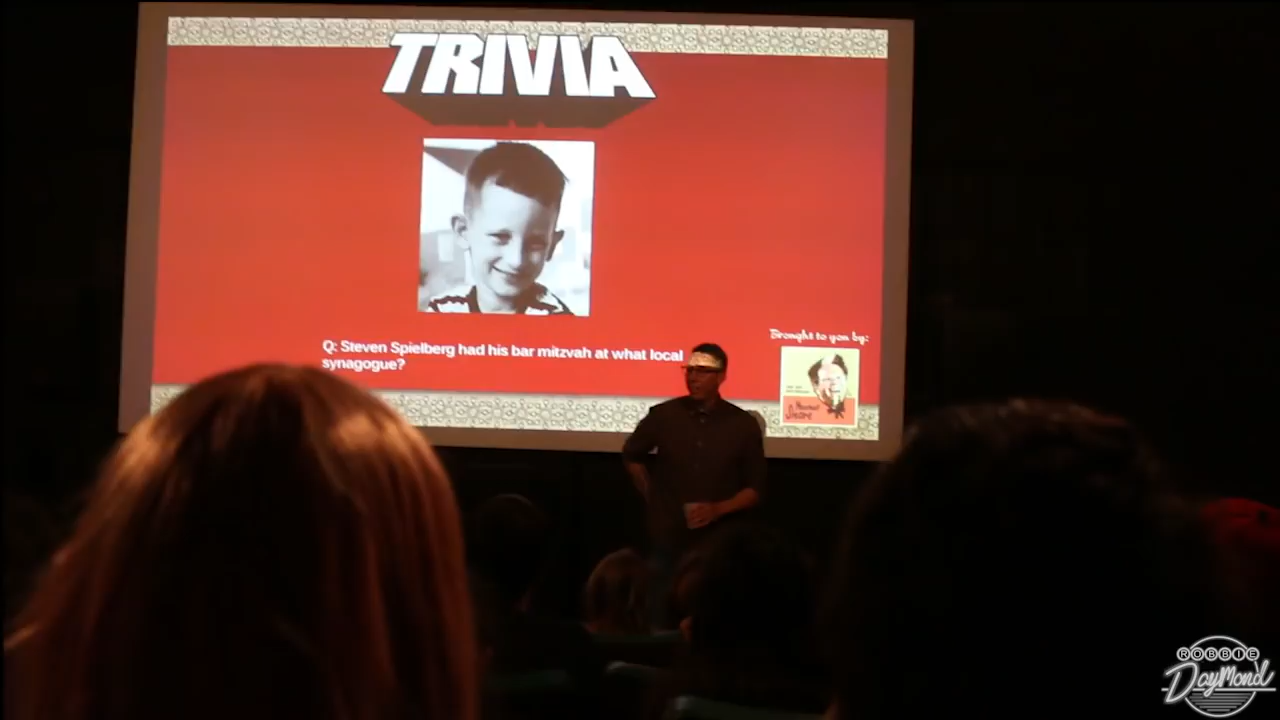 TRIVIA
Q: Steven Spielberg had his bar mitzvah at what local
synagogue?
Brought to you by:
ROBBIE
DayMond